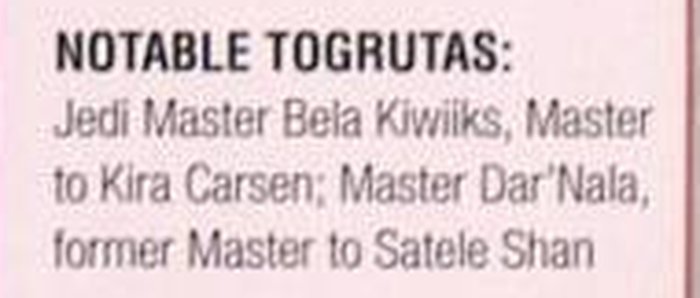 NOTABLE TOGRUTAS:
Jedi Master Bela Kiwiiks, Master
to Kira Carsen; Master Dar'Nala,
former Master to Satele Shan